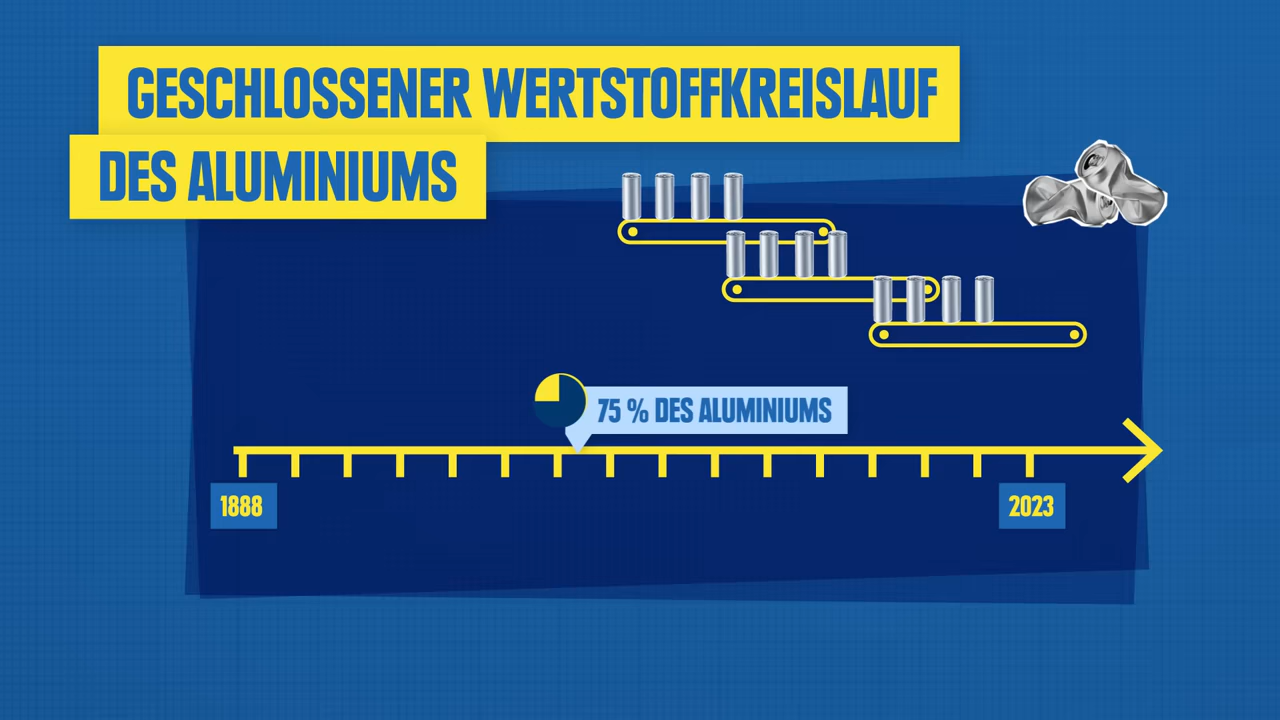 GESCHLOSSENER WERTSTOFFKREISLAUF
DES ALUMINIUMS
75 % DES ALUMINIUMS
1888
2023